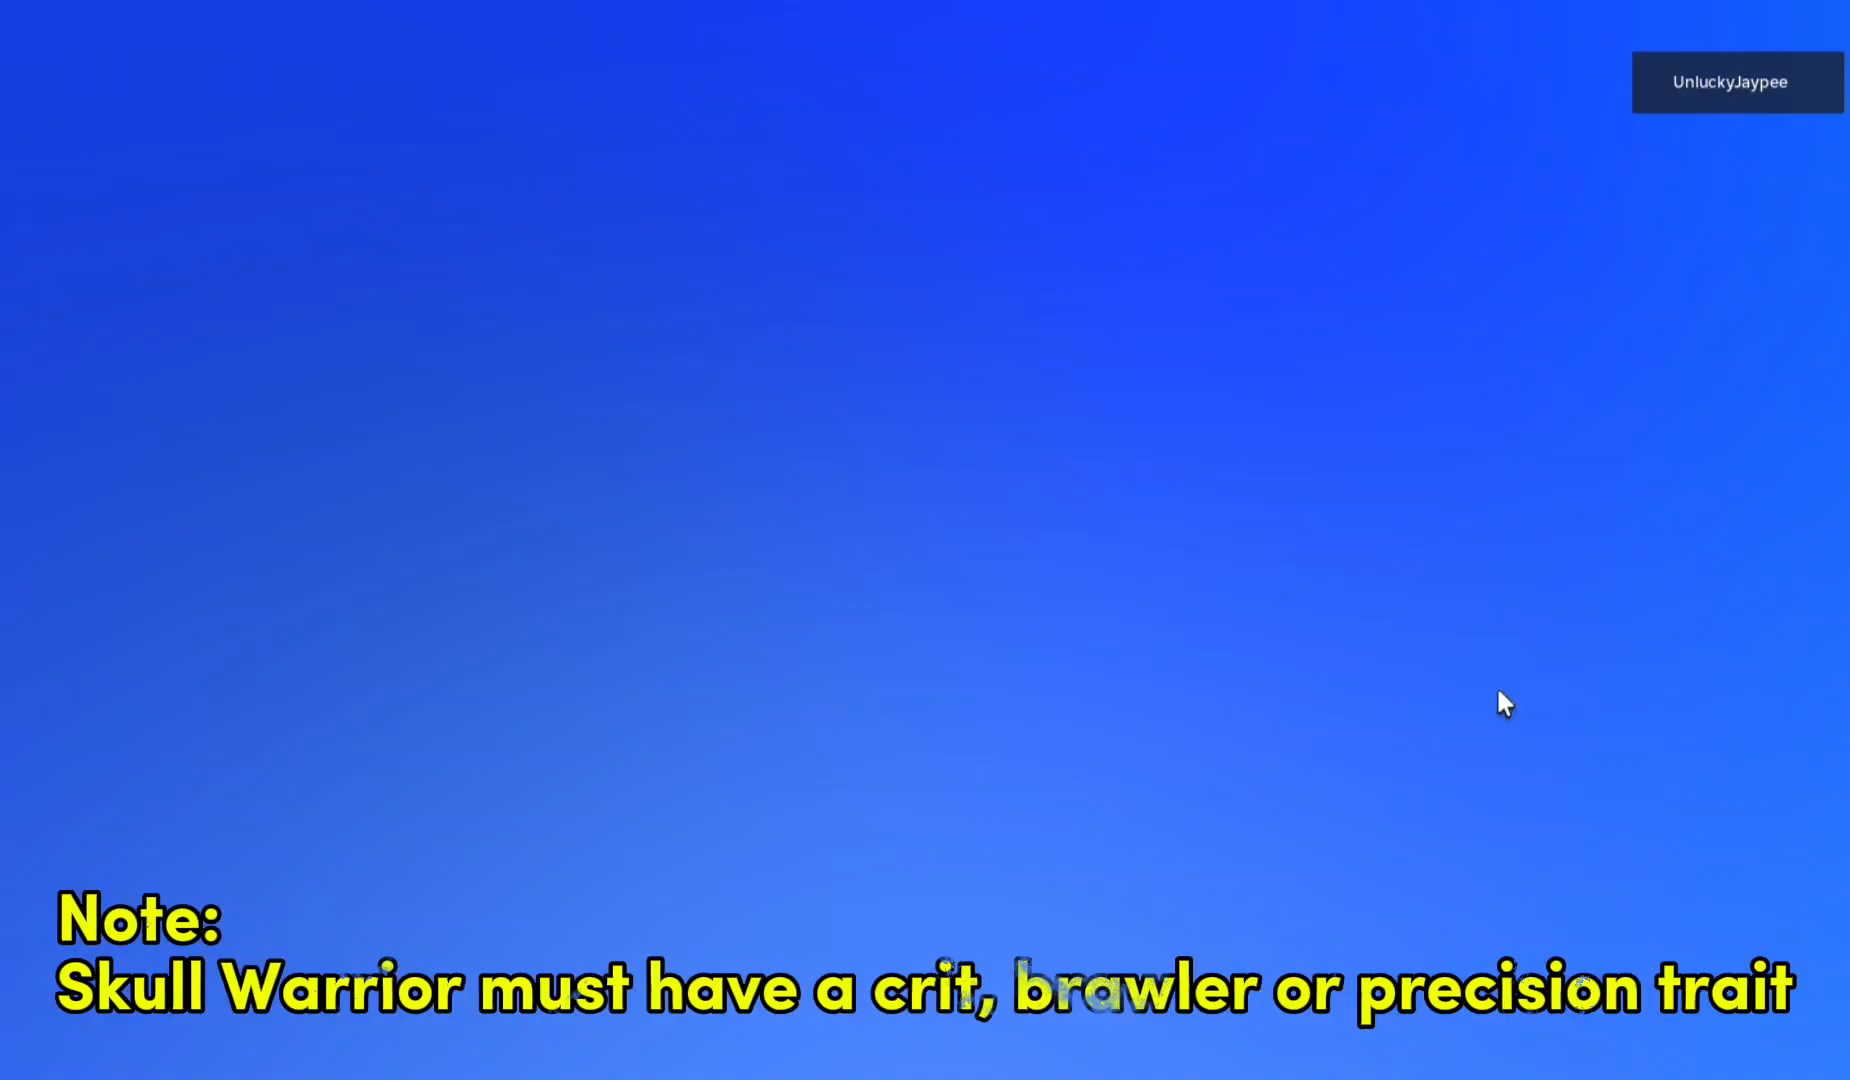 UnluckyJaypee
Note:
Skull Warrior must have a crit, brawler or precision trait